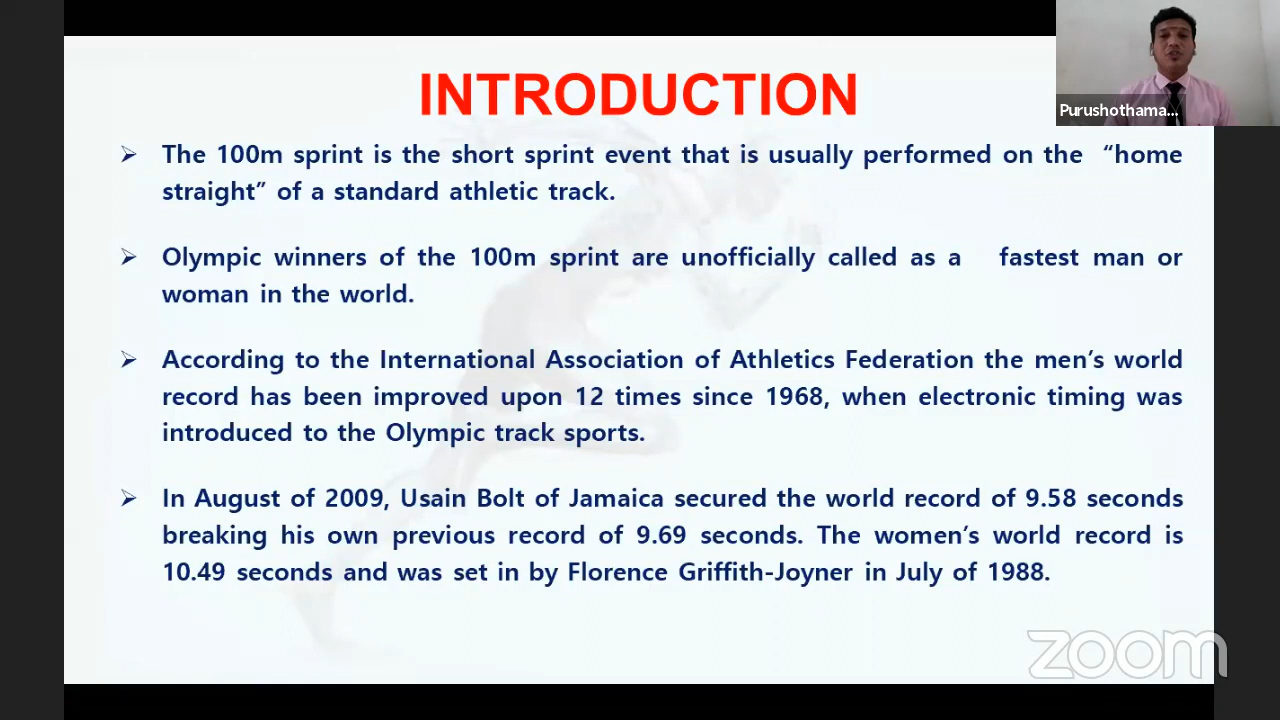 INTRODUCTION
Purushothama...
➢ The 100m sprint is the short sprint event that is usually performed on the “home
straight” of a standard athletic track.
➢ Olympic winners of the 100m sprint are unofficially called as a fastest man or
woman in the world.
➢ According to the International Association of Athletics Federation the men’s world
record has been improved upon 12 times since 1968, when electronic timing was
introduced to the Olympic track sports.
➢ In August of 2009, Usain Bolt of Jamaica secured the world record of 9.58 seconds
breaking his own previous record of 9.69 seconds. The women’s world record is
10.49 seconds and was set in by Florence Griffith-Joyner in July of 1988.
zoom